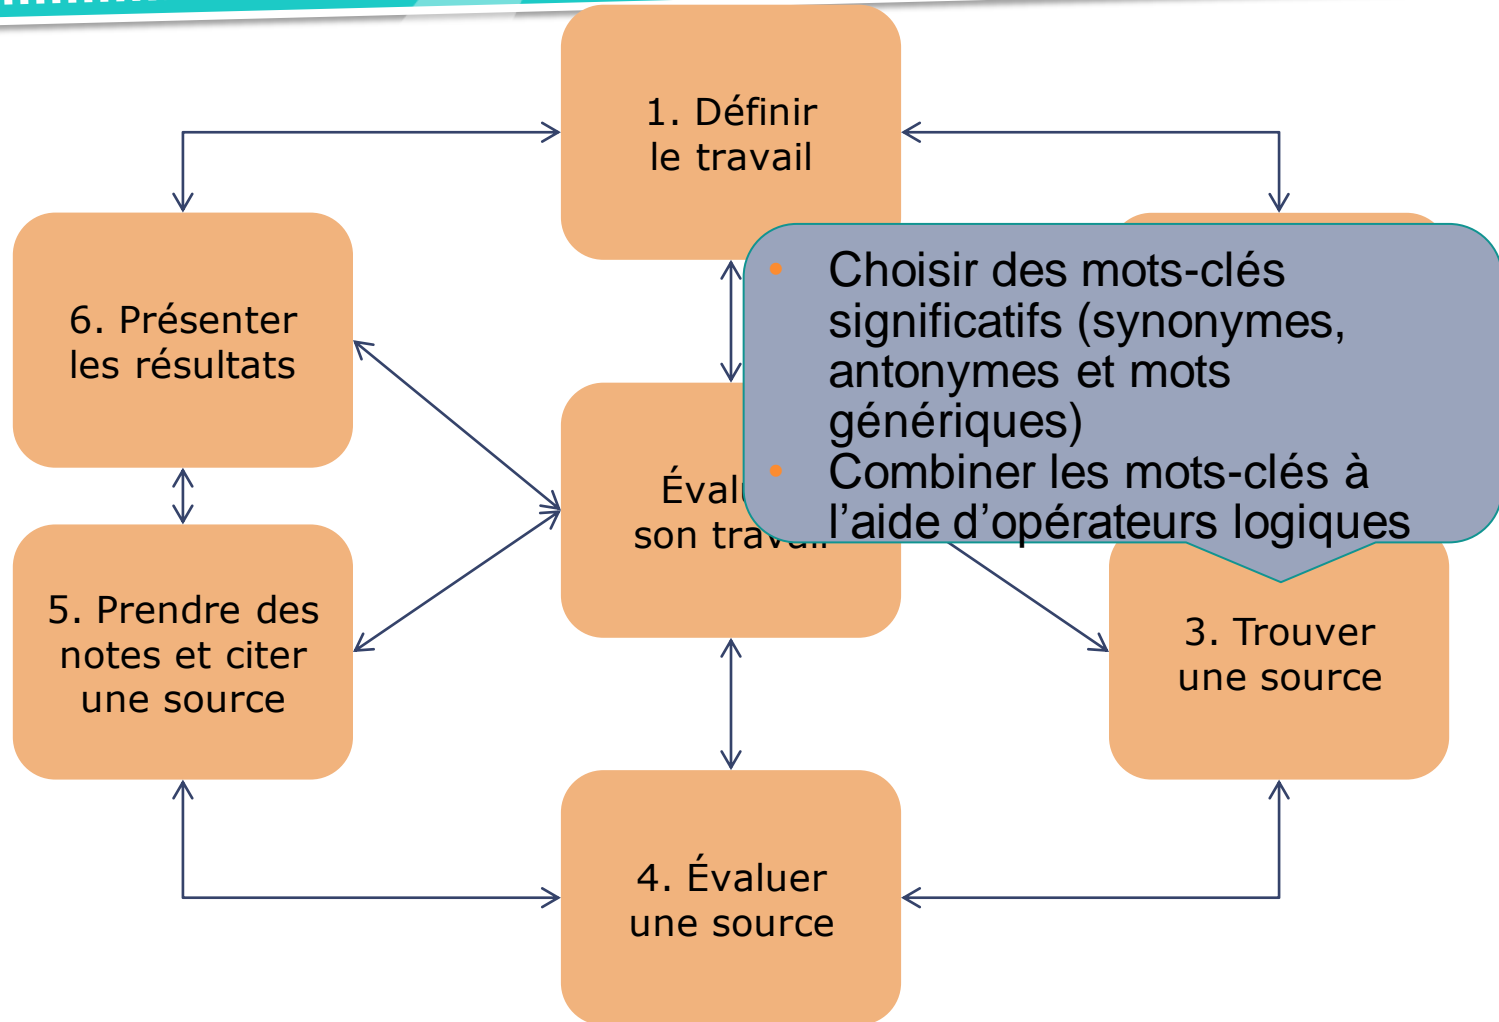 1. Définir
le travail
6. Présenter
les résultats
• Choisir des mots-clés
significatifs (synonymes,
antonymes et mots
génériques)
• Combiner les mots-clés à
l’aide d’opérateurs logiques
son travail
5. Prendre des
notes et citer
une source
3. Trouver
une source
4. Évaluer
une source